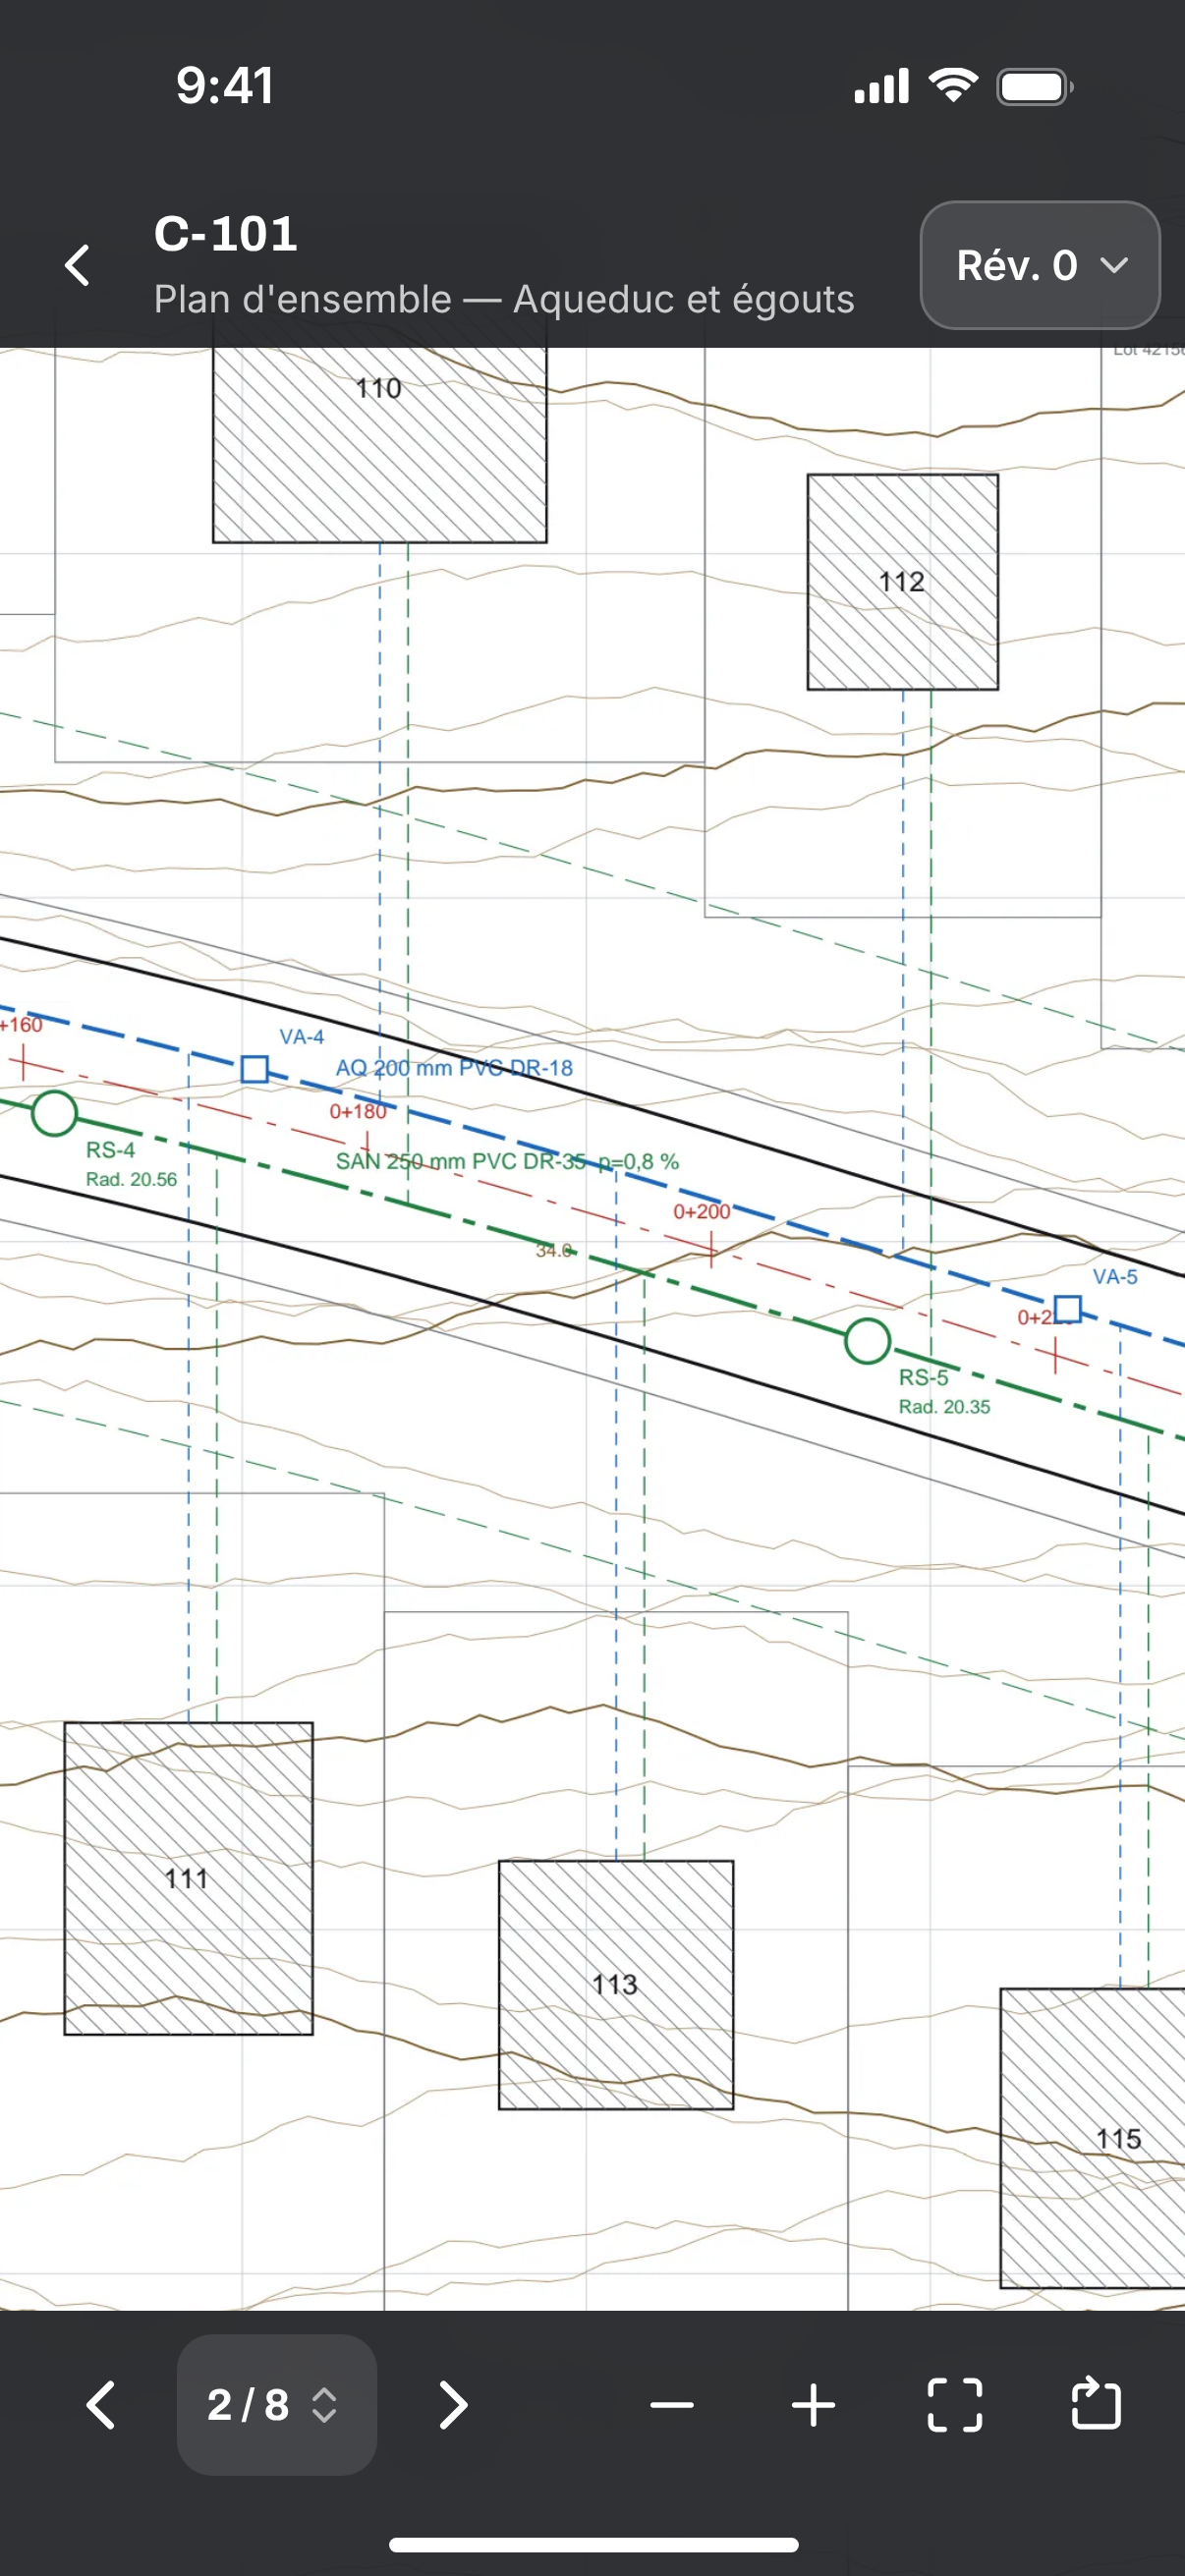 9:41
C-101
Plan d'ensemble — Aqueduc et égouts
Rév. 0
110
112
+160
VA-4
AQ 200 mm PVC DR-18
0+180
RS-4
Rad. 20.56
SAN 250 mm PVC DR-35 p=0,8 %
0+200
34.0
VA-5
RS-5
Rad. 20.35
111
113
115
2 / 8